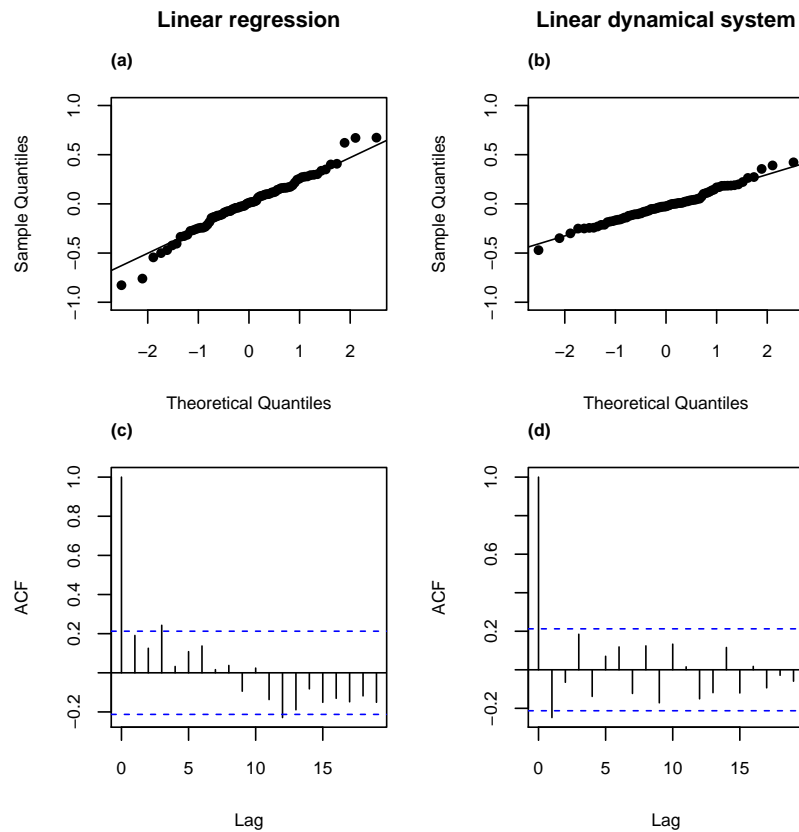 Linear regression
Linear dynamical system
(a)
(b)
Sample Quantiles
1.0
0.5
0.0
−0.5
−1.0
−2 −1 0 1 2
Theoretical Quantiles
Sample Quantiles
1.0
0.5
0.0
−0.5
−1.0
−2 −1 0 1 2
Theoretical Quantiles
(c)
(d)
ACF
1.0
0.8
0.6
0.4
0.2
−0.2
0 5 10 15
Lag
ACF
1.0
0.6
0.2
−0.2
0 5 10 15
Lag